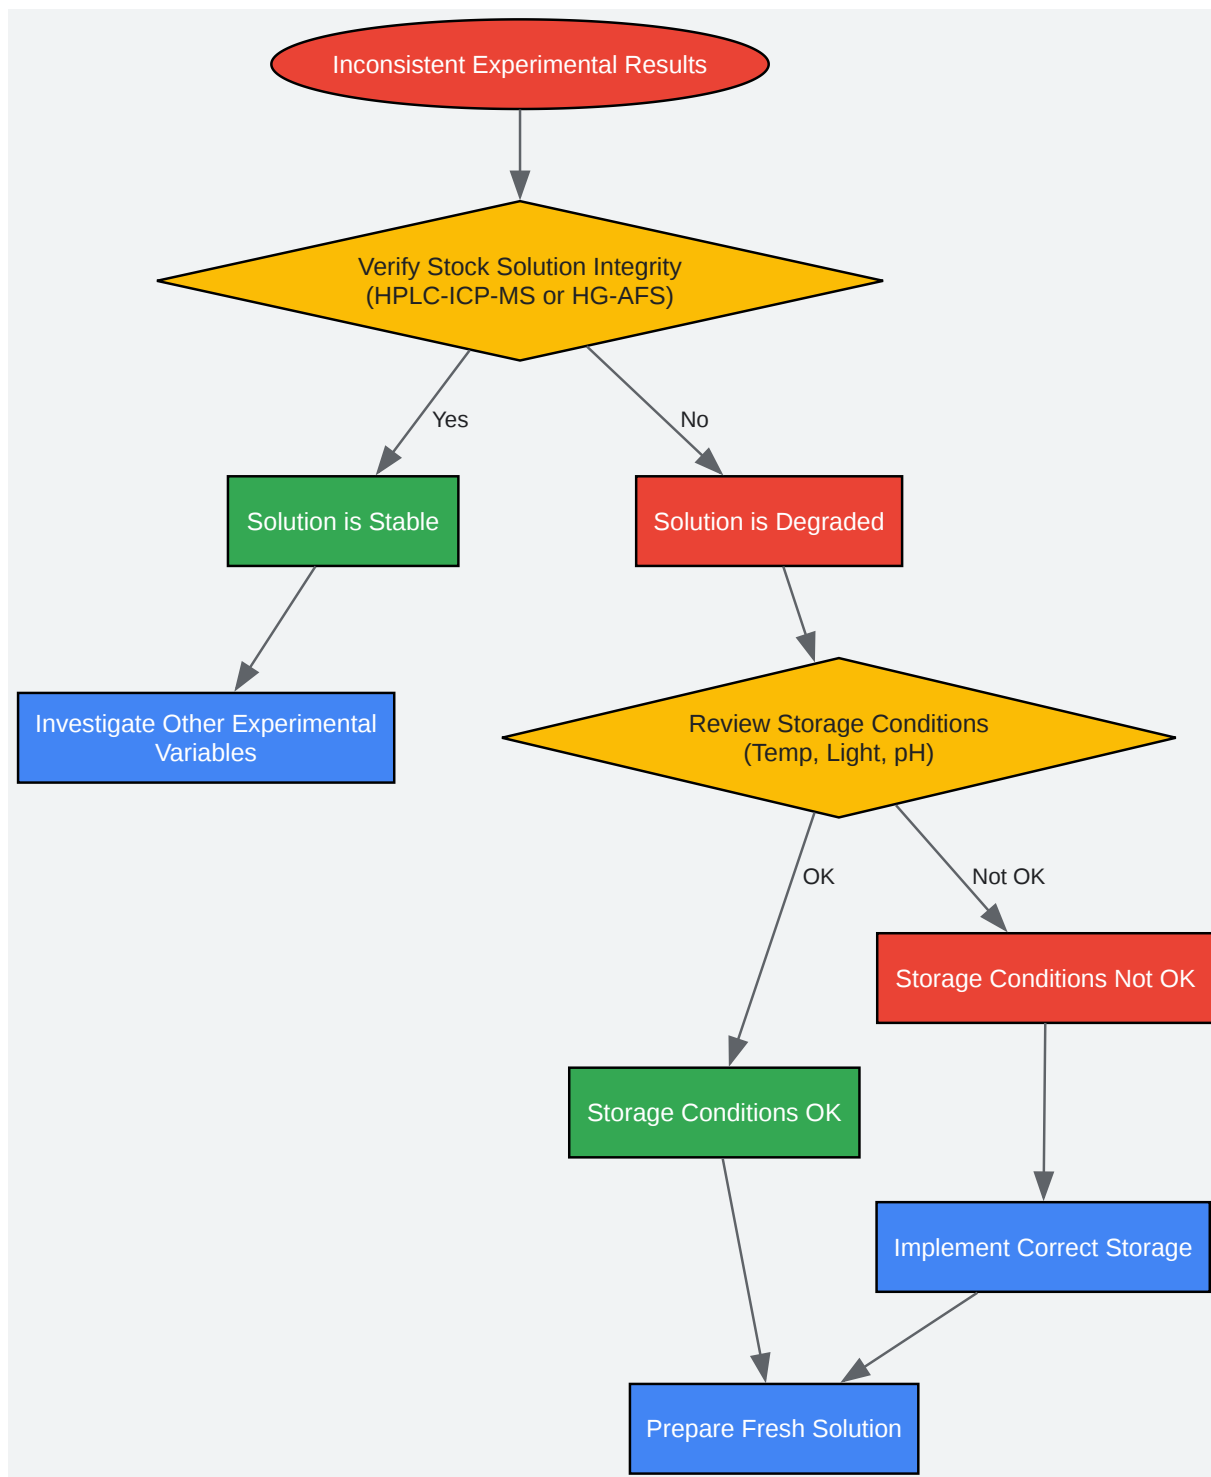 Inconsistent Experimental Results
Verify Stock Solution Integrity
(HPLC-ICP-MS or HG-AFS)
Yes
No
Solution is Stable
Solution is Degraded
Investigate Other Experimental
Variables
Review Storage Conditions
(Temp, Light, pH)
OK
Not OK
Storage Conditions Not OK
Storage Conditions OK
Implement Correct Storage
Prepare Fresh Solution